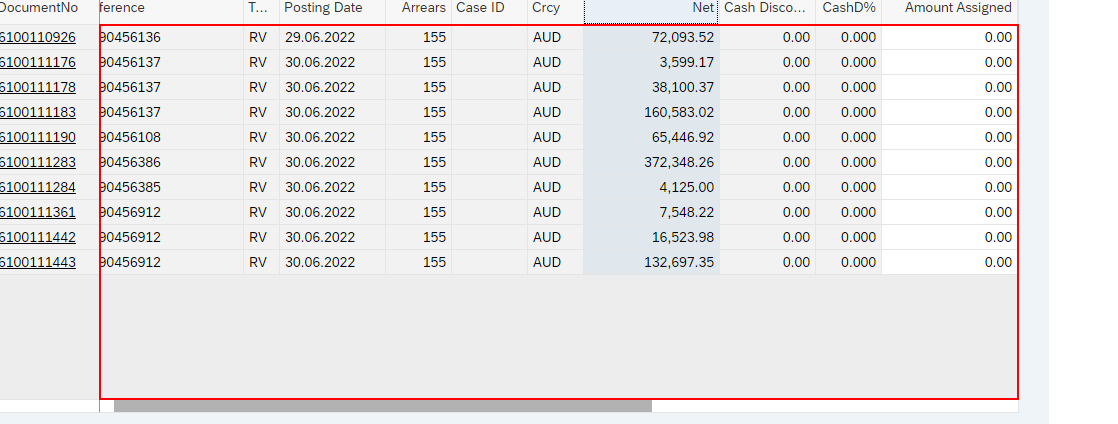 DocumentNo ference T... Posting Date Arrears Case ID Crcy Net Cash Disco... CashD% Amount Assigned
6100110926 90456136 RV 29.06.2022 155 AUD 72,093.52 0.00 0.000 0.00
6100111176 90456137 RV 30.06.2022 155 AUD 3,599.17 0.00 0.000 0.00
6100111178 90456137 RV 30.06.2022 155 AUD 38,100.37 0.00 0.000 0.00
6100111183 90456137 RV 30.06.2022 155 AUD 160,583.02 0.00 0.000 0.00
6100111190 90456108 RV 30.06.2022 155 AUD 65,446.92 0.00 0.000 0.00
6100111283 90456386 RV 30.06.2022 155 AUD 372,348.26 0.00 0.000 0.00
6100111284 90456385 RV 30.06.2022 155 AUD 4,125.00 0.00 0.000 0.00
6100111361 90456912 RV 30.06.2022 155 AUD 7,548.22 0.00 0.000 0.00
6100111442 90456912 RV 30.06.2022 155 AUD 16,523.98 0.00 0.000 0.00
6100111443 90456912 RV 30.06.2022 155 AUD 132,697.35 0.00 0.000 0.00